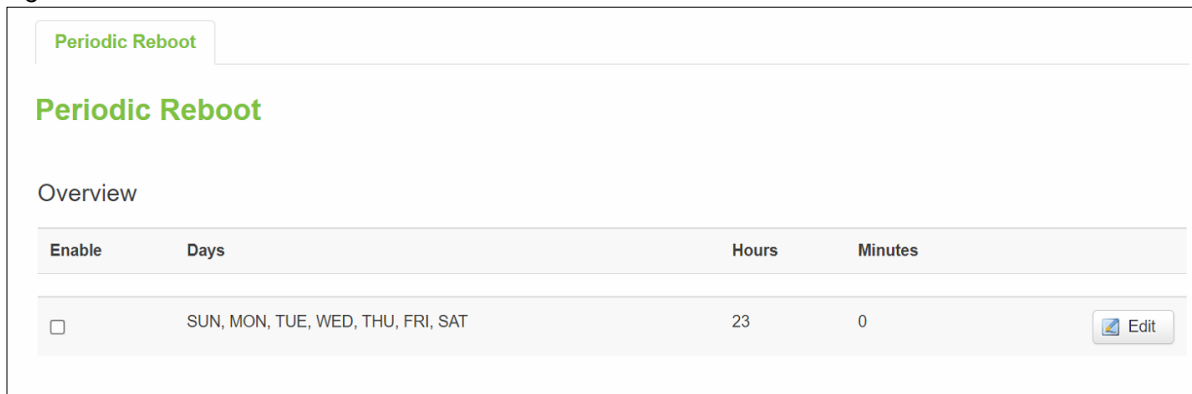 Periodic Reboot
Periodic Reboot
Overview
Enable Days Hours Minutes
SUN, MON, TUE, WED, THU, FRI, SAT 23 0 Edit